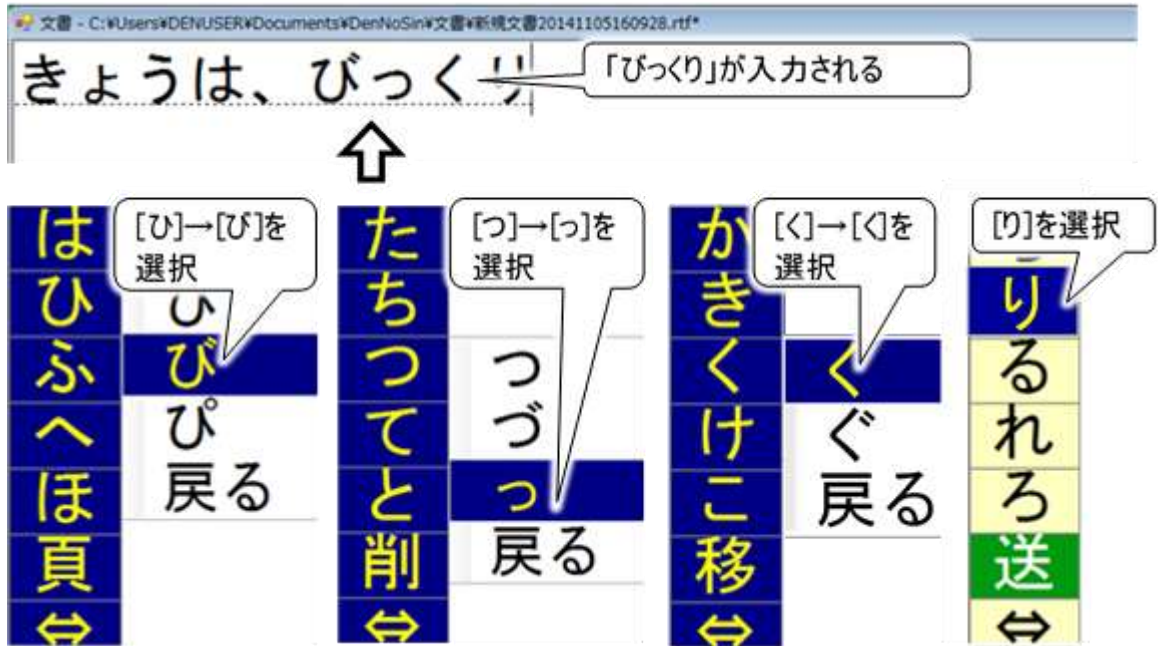 文書 - C:¥Users¥DENUSER¥Documents¥DenNoSin¥文書¥新規文書20141105160928.rtf*
きょうは、びっくり
「びっくり」が入力される
[ひ]→[び]を
選択
は
ひ
ふ
へ
ほ
頁
⇔
ひ
び
ぴ
戻る
[つ]→[っ]を
選択
た
ち
つ
て
と
削
⇔
つ
づ
っ
戻る
[く]→[く]を
選択
か
き
く
け
こ
移
⇔
く
ぐ
戻る
[り]を選択
り
る
れ
ろ
送
⇔